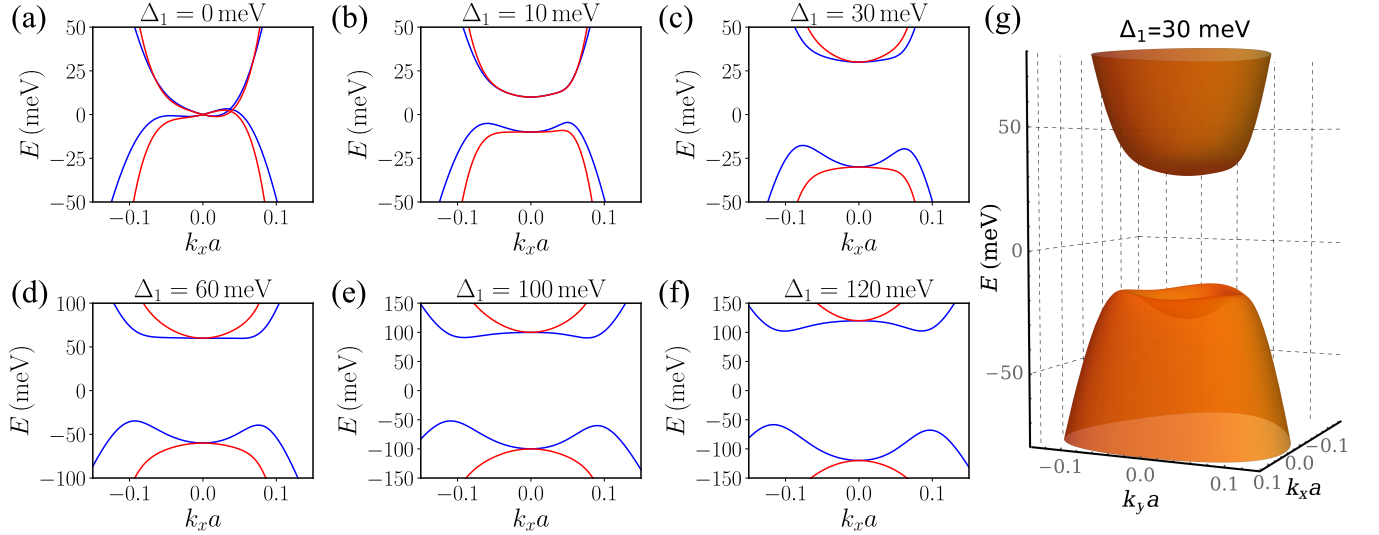 (a)
Δ₁ = 0 meV
50
25
0
−25
−50
E (meV)
−0.1
0.0
0.1
kₓa
(b)
Δ₁ = 10 meV
50
25
0
−25
−50
E (meV)
−0.1
0.0
0.1
kₓa
(c)
Δ₁ = 30 meV
50
25
0
−25
−50
E (meV)
−0.1
0.0
0.1
kₓa
(d)
Δ₁ = 60 meV
100
50
0
−50
−100
E (meV)
−0.1
0.0
0.1
kₓa
(e)
Δ₁ = 100 meV
150
100
50
0
−50
−100
−150
E (meV)
−0.1
0.0
0.1
kₓa
(f)
Δ₁ = 120 meV
150
100
50
0
−50
−100
−150
E (meV)
−0.1
0.0
0.1
kₓa
(g)
Δ₁=30 meV
50
0
−50
E (meV)
−0.1
0.0
0.1
k_y a
0.1
0.0
−0.1
kₓa